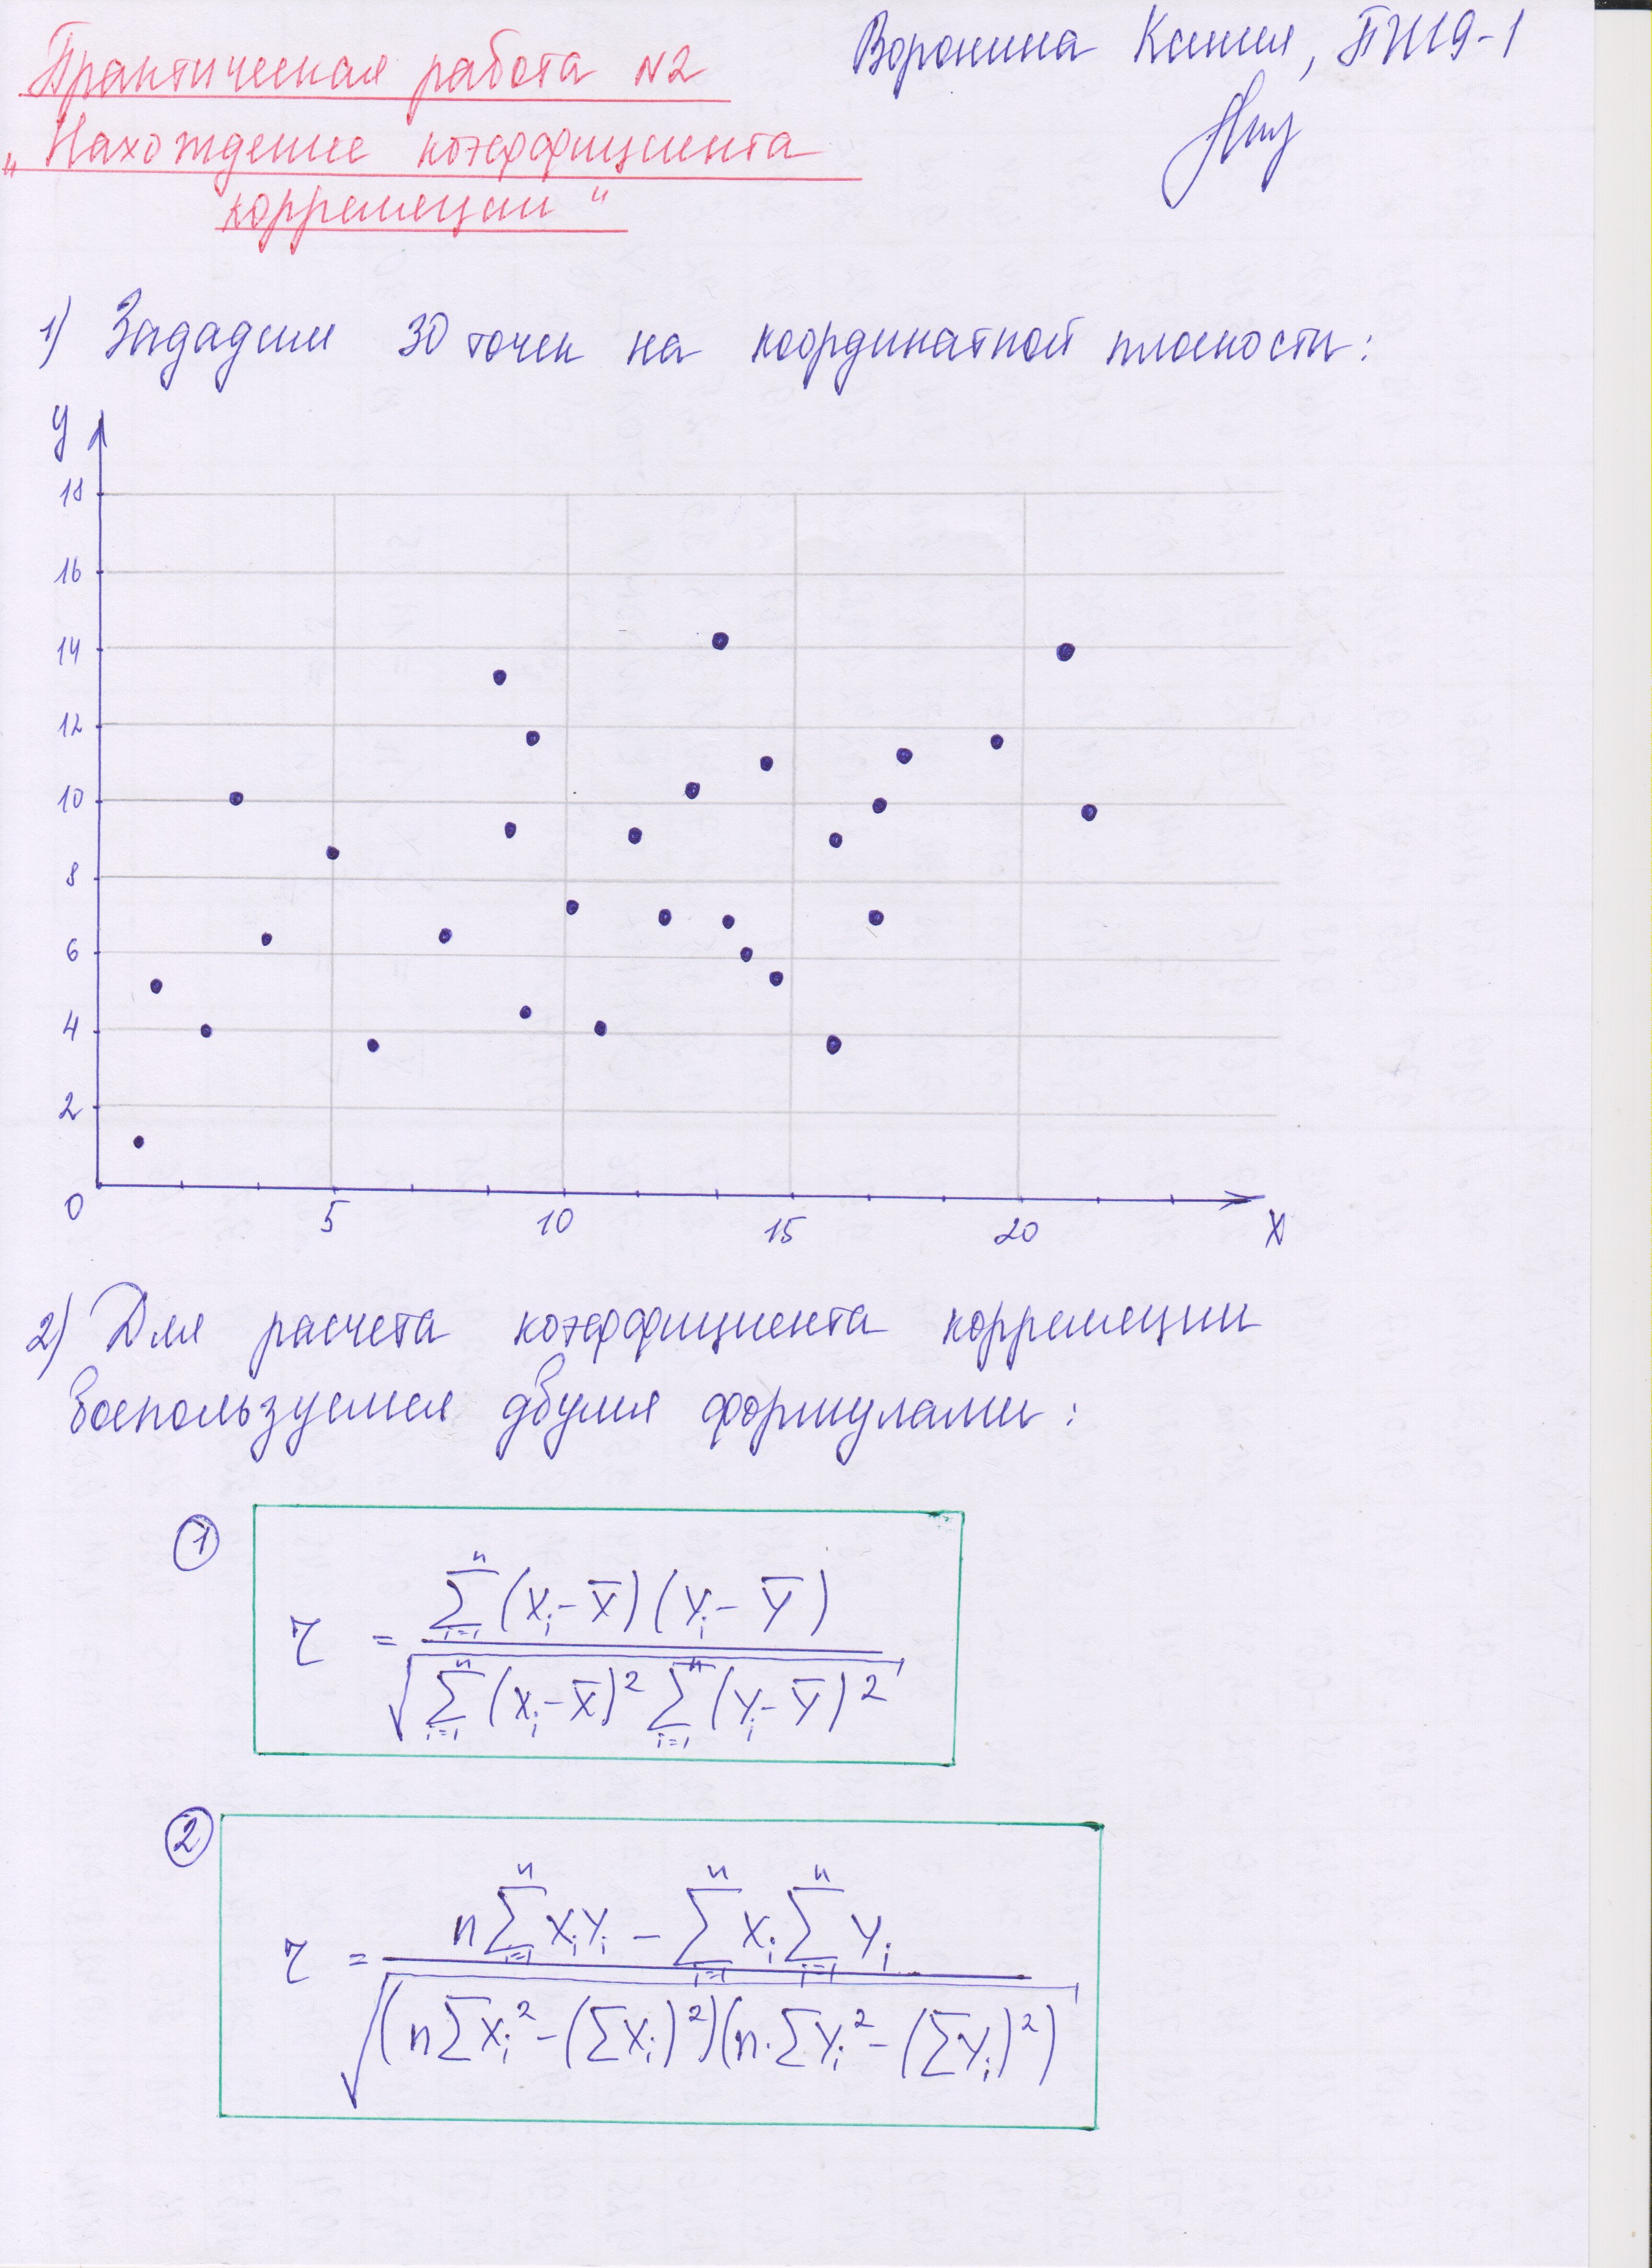 Практическая работа №2
Воронина Ксения, ПИ19-1
„Нахождение коэффициента
корреляции“
1) Зададим 30 точек на координатной плоскости:
y
18
16
14
12
10
8
6
4
2
0
5 10 15 20 X
2) Для расчета коэффициента корреляции
воспользуемся двумя формулами:
①
r = \frac{\sum_{i=1}^{n}(x_i - \overline{x})(y_i - \overline{y})}{\sqrt{\sum_{i=1}^{n}(x_i - \overline{x})^2 \sum_{i=1}^{n}(y_i - \overline{y})^2}}
②
r = \frac{n\sum_{i=1}^{n} x_i y_i - \sum_{i=1}^{n} x_i \sum_{i=1}^{n} y_i}{\sqrt{(n\sum x_i^2 - (\sum x_i)^2)(n \cdot \sum y_i^2 - (\sum y_i)^2)}}